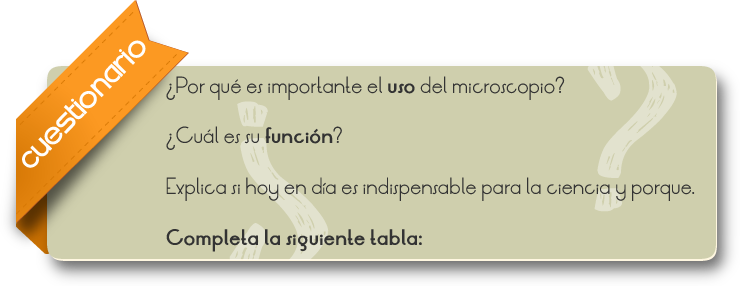 cuestionario
¿Por qué es importante el uso del microscopio?
¿Cuál es su función?
Explica si hoy en día es indispensable para la ciencia y porque.
Completa la siguiente tabla: